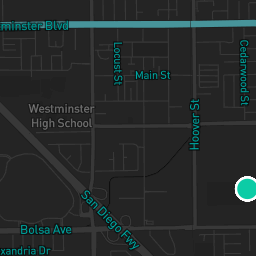 minster Blvd
Locust St
Main St
Cedarwood St
Westminster
High School
Hoover St
San Diego Fwy
Bolsa Ave
exandria Dr